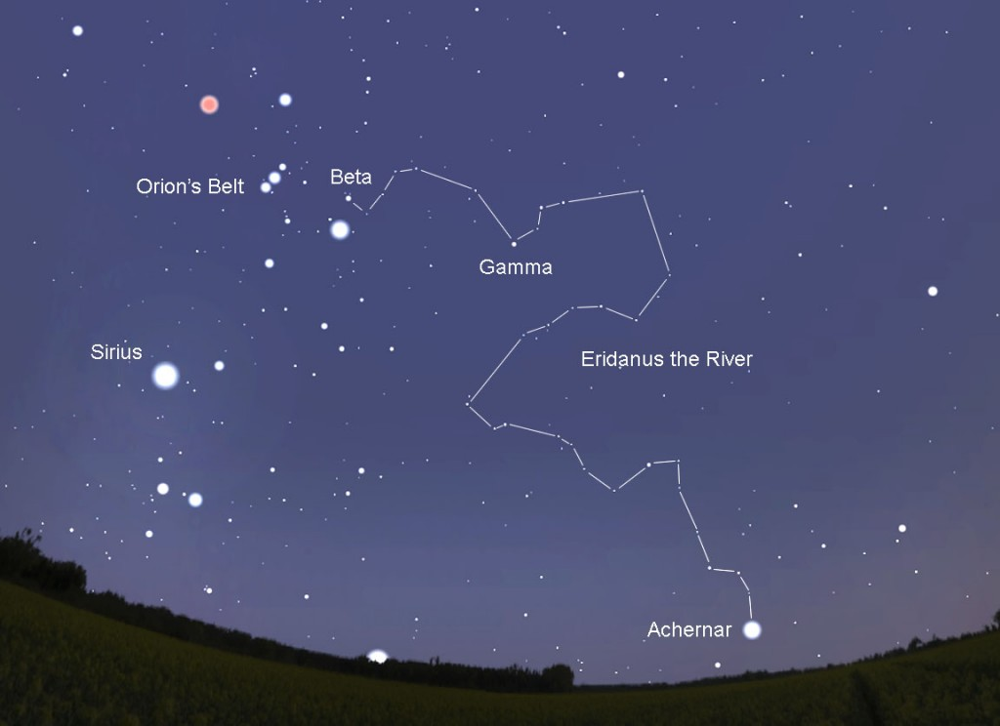 Beta
Orion's Belt
Gamma
Sirius
Eridanus the River
Achernar